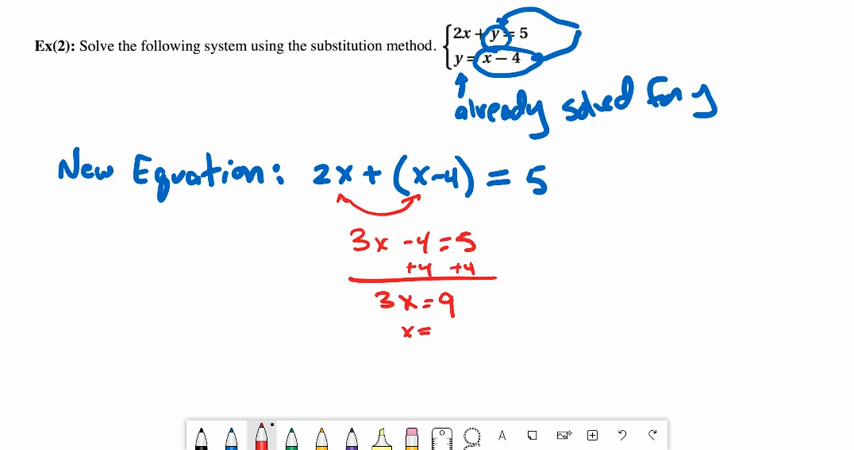 Ex(2): Solve the following system using the substitution method. { 2x + y = 5
y = x − 4
already solved for y
New Equation: 2x + (x-4) = 5
3x -4 = 5
+4 +4
3x = 9
x =
A